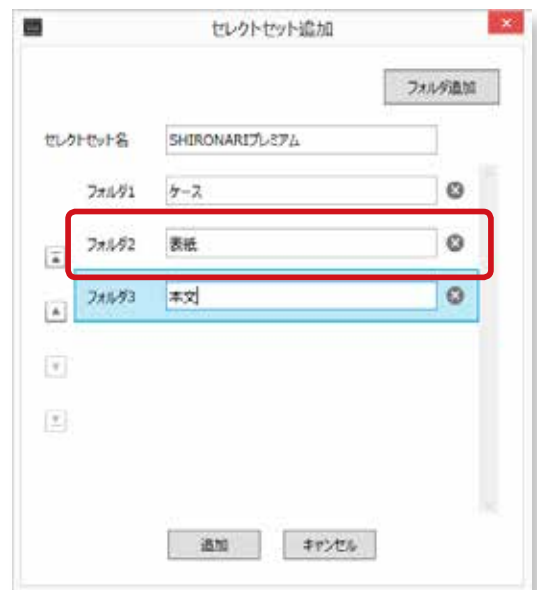 セレクトセット追加
フォルダ追加
セレクトセット名 SHIRONARIプレミアム
フォルダ1 ケース
フォルダ2 表紙
フォルダ3 本文
追加 キャンセル